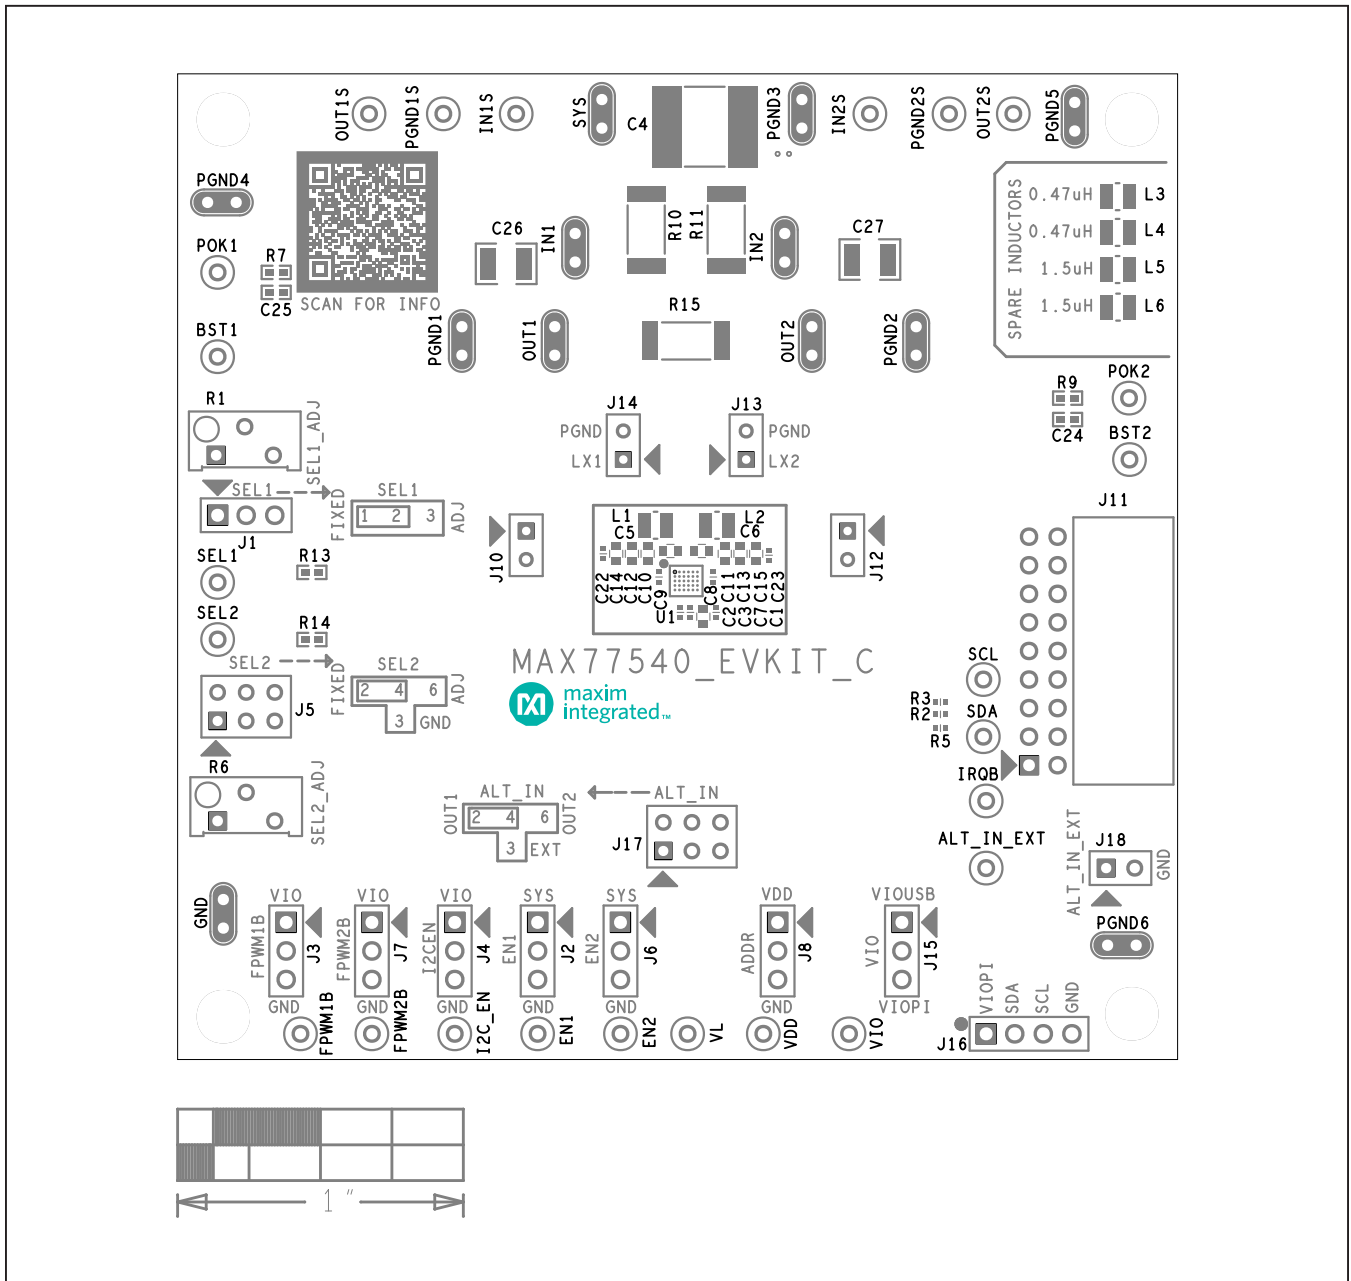 OUT1S
PGND1S
IN1S
SYS
C4
PGND3
IN2S
PGND2S
OUT2S
PGND5
PGND4
SCAN FOR INFO
POK1
R7
C25
C26
IN1
R10
R11
IN2
C27
SPARE INDUCTORS
0.47uH L3
0.47uH L4
1.5uH L5
1.5uH L6
BST1
PGND1
OUT1
R15
OUT2
PGND2
R9
C24
POK2
BST2
R1
SEL1_ADJ
J14
PGND
LX1
J13
PGND
LX2
SEL1
J1
FIXED
SEL1
1 2 3
ADJ
J10
J12
J11
L1
L2
C5
C6
C22
C14
C12
C10
C9
U1
C8
C2
C11
C3
C13
C7
C15
C1
C23
SEL1
R13
SEL2
R14
SEL2
J5
FIXED
SEL2
2 4 6
ADJ
3 GND
MAX77540_EVKIT_C
maxim
integrated™
SCL
R3
R2
R5
SDA
IRQB
R6
SEL2_ADJ
ALT_IN
OUT1
2 4 6
OUT2
3 EXT
ALT_IN
J17
ALT_IN_EXT
ALT_IN_EXT
J18
GND
PGND6
GND
VIO
FPWM1B
J3
GND
FPWM1B
VIO
FPWM2B
J7
GND
FPWM2B
VIO
I2CEN
J4
GND
I2C_EN
SYS
EN1
J2
GND
EN1
SYS
EN2
J6
GND
EN2
VL
VDD
ADDR
J8
GND
VDD
VIOUSB
VIO
J15
VIOPI
VIO
J16
VIOPI
SDA
SCL
GND
1 "